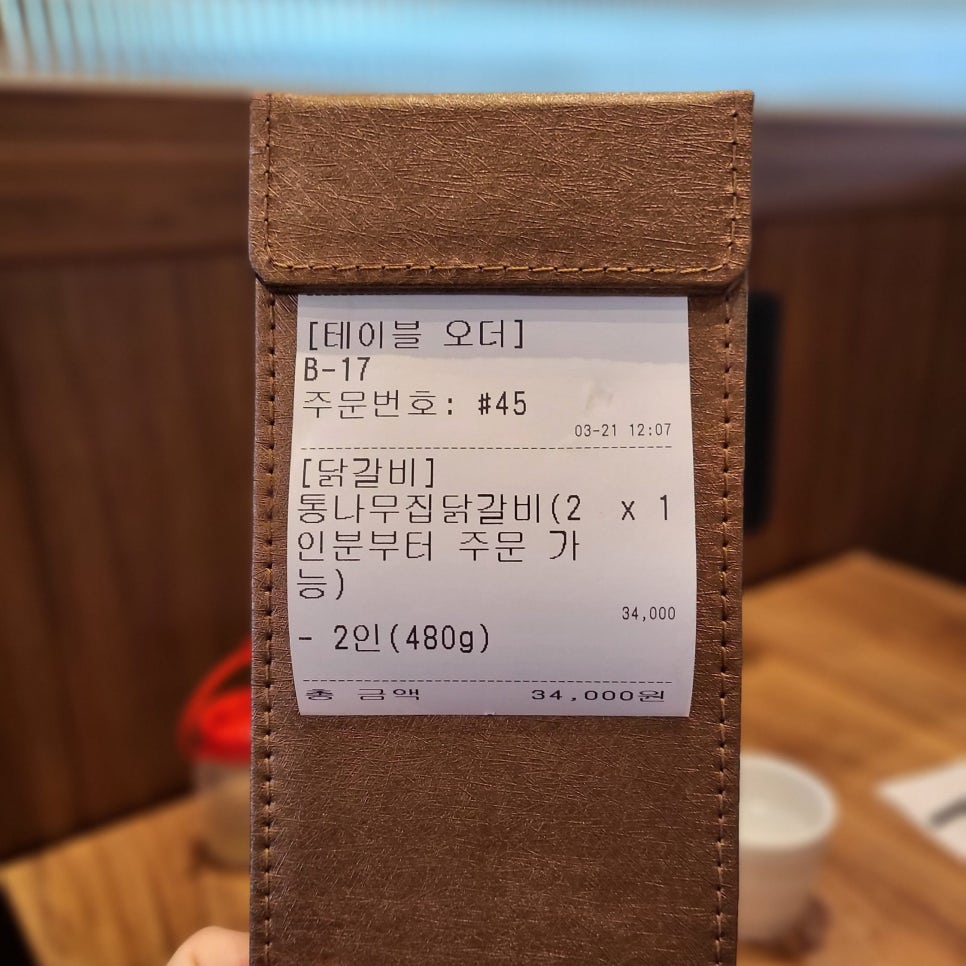 [테이블 오더]
B-17
주문번호: #45
03-21 12:07
[닭갈비]
통나무집닭갈비(2 x 1
인분부터 주문 가
능)
34,000
- 2인(480g)
총 금액 34,000원